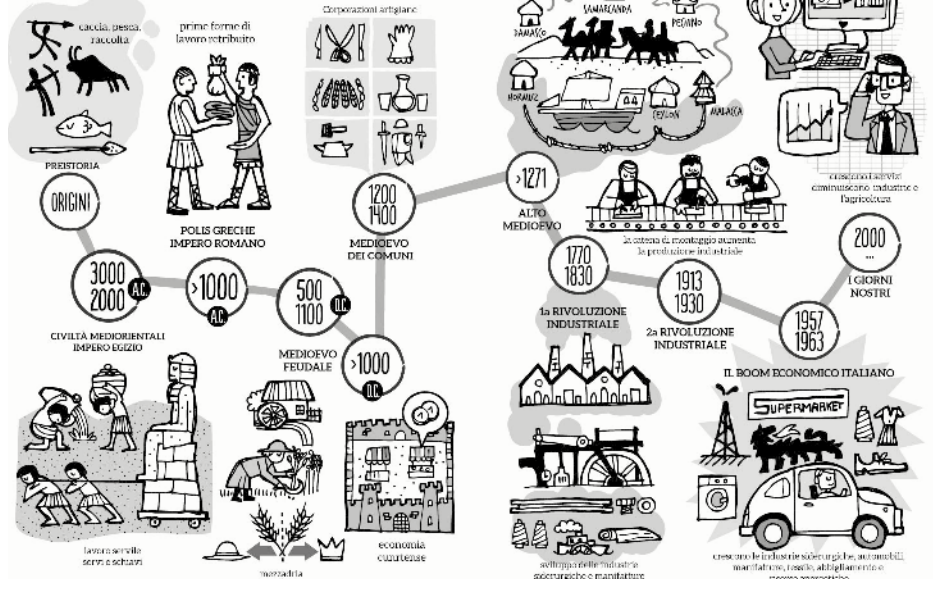 caccia, pesca,
raccolta
PREISTORIA
ORIGINI
prime forme di
lavoro retribuito
POLIS GRECHE
IMPERO ROMANO
Corporazioni artigiane
1200
1400
MEDIOEVO
DEI COMUNI
SAMARCANDA
PECHINO
DAMASCO
HORMUZ
CEYLON
MALACCA
>1271
ALTO
MEDIOEVO
la catena di montaggio aumenta
la produzione industriale
crescono i servizi
diminuiscono industrie e
l'agricoltura
2000
...
I GIORNI
NOSTRI
3000
2000
A.C.
CIVILTÀ MEDIORIENTALI
IMPERO EGIZIO
>1000
A.C.
500
1100
D.C.
MEDIOEVO
FEUDALE
>1000
D.C.
1770
1830
1a RIVOLUZIONE
INDUSTRIALE
1913
1930
2a RIVOLUZIONE
INDUSTRIALE
1957
1963
IL BOOM ECONOMICO ITALIANO
SUPERMARKET
lavoro servile
servi e schiavi
mezzadria
economia
curtense
sviluppo delle industrie
siderurgiche e manifatture
crescono le industrie siderurgiche, automobili,
manifatture, tessile, abbigliamento e